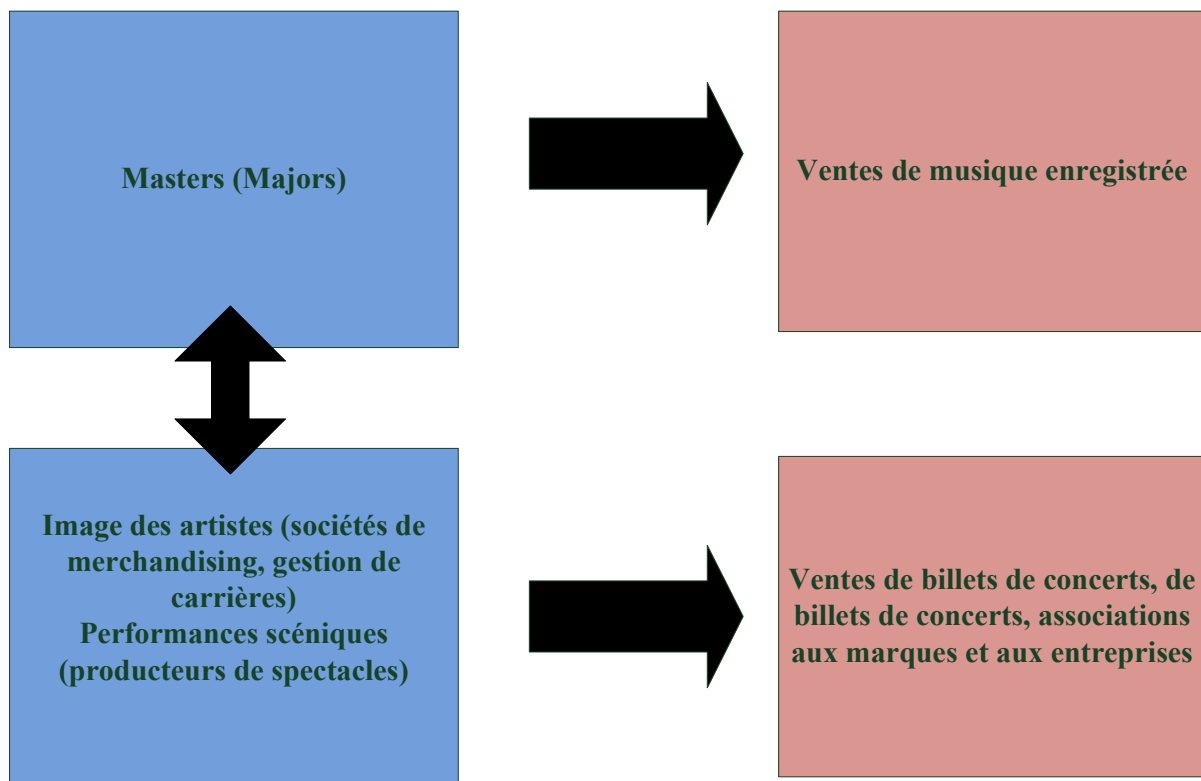 Masters (Majors)
Ventes de musique enregistrée
Image des artistes (sociétés de
merchandising, gestion de
carrières)
Performances scéniques
(producteurs de spectacles)
Ventes de billets de concerts, de
billets de concerts, associations
aux marques et aux entreprises